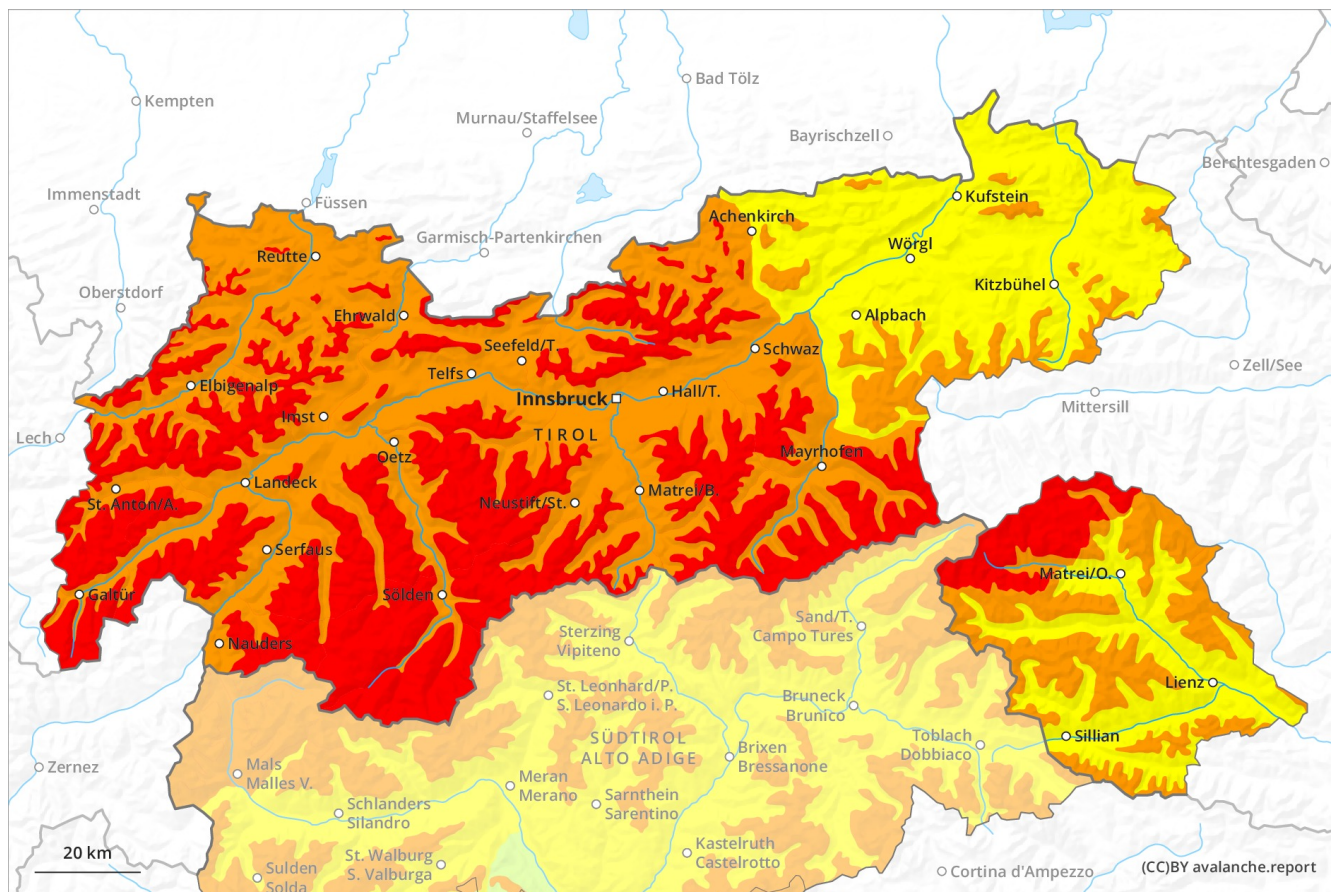 Bad Tölz
Kempten
Murnau/Staffelsee
Bayrischzell
Berchtesgaden
Immenstadt
Füssen
Kufstein
Achenkirch
Garmisch-Partenkirchen
Wörgl
Reutte
Kitzbühel
Oberstdorf
Ehrwald
Alpbach
Seefeld/T.
Schwaz
Zell/See
Telfs
Elbigenalp
Hall/T.
Innsbruck
Mittersill
Imst
Lech
TIROL
Mayrhofen
Oetz
Landeck
Matrei/B.
St. Anton/A.
Neustift/St.
Serfaus
Matrei/O.
Galtür
Sölden
Sand/T.
Campo Tures
Sterzing
Vipiteno
Nauders
Lienz
St. Leonhard/P.
S. Leonardo i. P.
Bruneck
Brunico
Sillian
SÜDTIROL
ALTO ADIGE
Toblach
Dobbiaco
Brixen
Bressanone
Zernez
Mals
Malles V.
Meran
Merano
Sarnthein
Sarentino
Schlanders
Silandro
Kastelruth
Castelrotto
20 km
St. Walburg
S. Valburga
Sulden
Solda
Cortina d'Ampezzo
(CC)BY avalanche.report